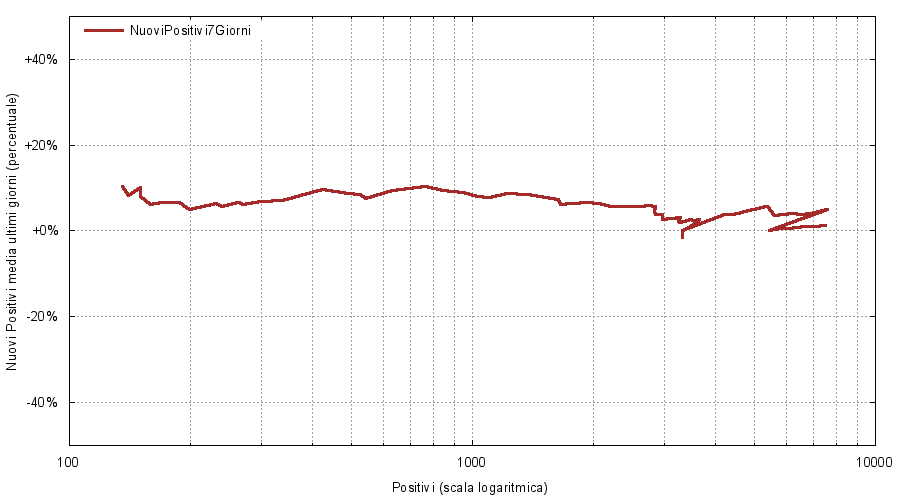 NuoviPositivi7Giorni
+40%
+20%
+0%
-20%
-40%
Nuovi Positivi media ultimi giorni (percentuale)
100
1000
10000
Positivi (scala logaritmica)